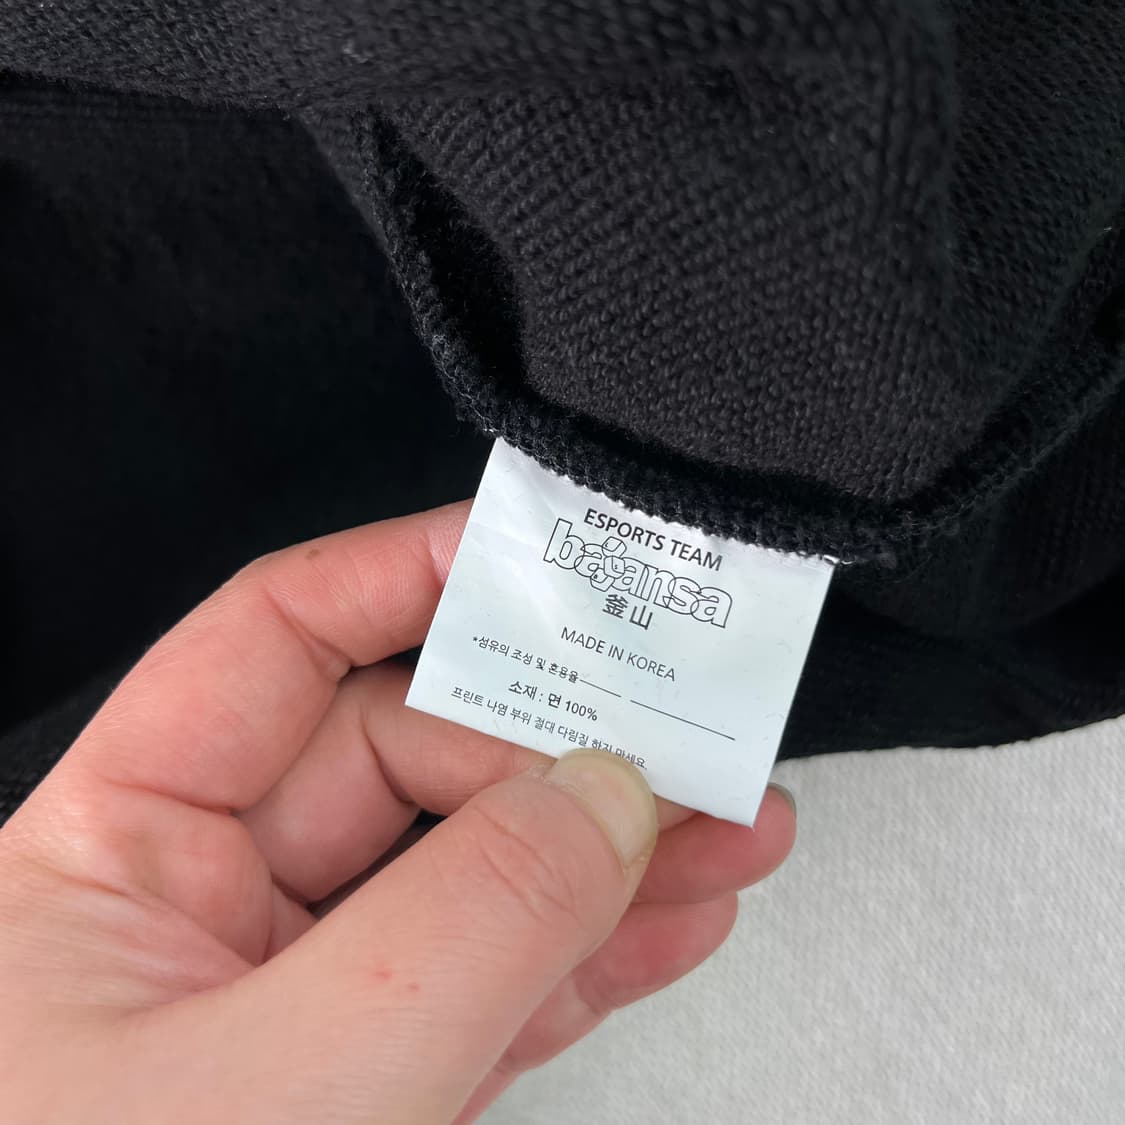 ESPORTS TEAM
釜山
MADE IN KOREA
*섬유의 조성 및 혼용율
소재 : 면 100%
프린트 나염 부위 절대 다림질 하지 마세요.